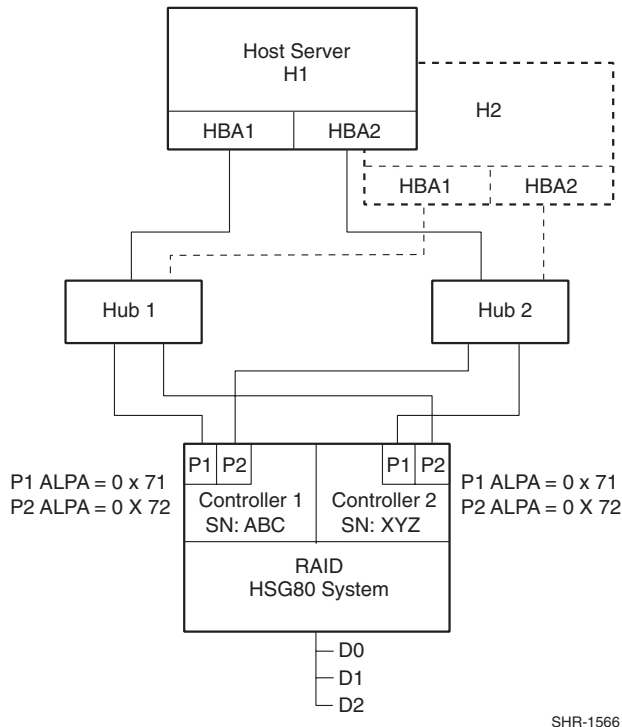 Host Server
H1
HBA1
HBA2
H2
HBA1
HBA2
Hub 1
Hub 2
P1
P2
P1
P2
P1 ALPA = 0 x 71
P2 ALPA = 0 X 72
Controller 1
SN: ABC
Controller 2
SN: XYZ
P1 ALPA = 0 x 71
P2 ALPA = 0 X 72
RAID
HSG80 System
D0
D1
D2
SHR-1566